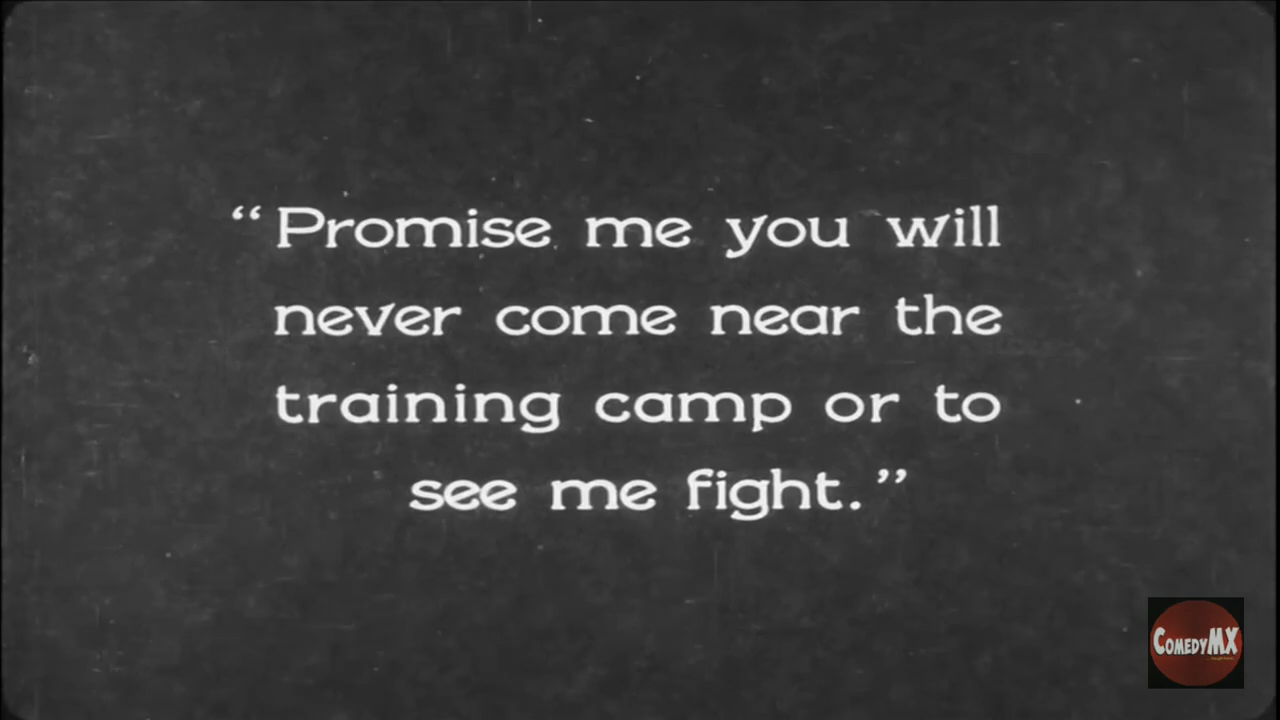 “Promise me you will
never come near the
training camp or to
see me fight.”
COMEDYMX